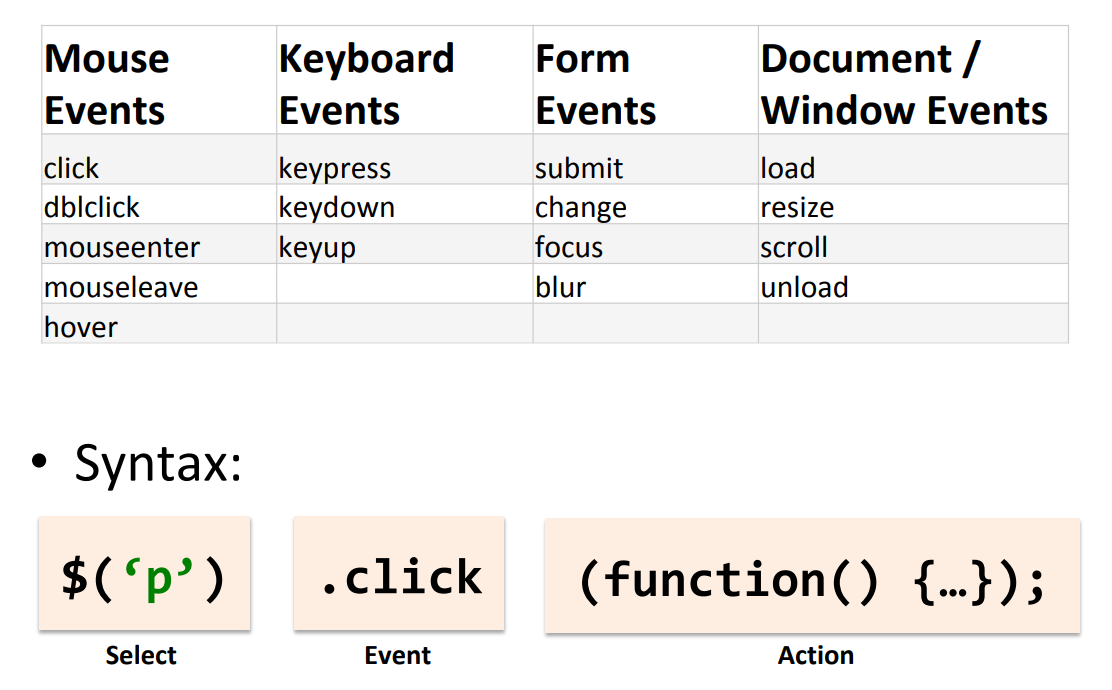 Mouse Events
Keyboard Events
Form Events
Document / Window Events
click keypress submit load
dblclick keydown change resize
mouseenter keyup focus scroll
mouseleave blur unload
hover
• Syntax:
$(‘p’) .click (function() {…});
Select Event Action